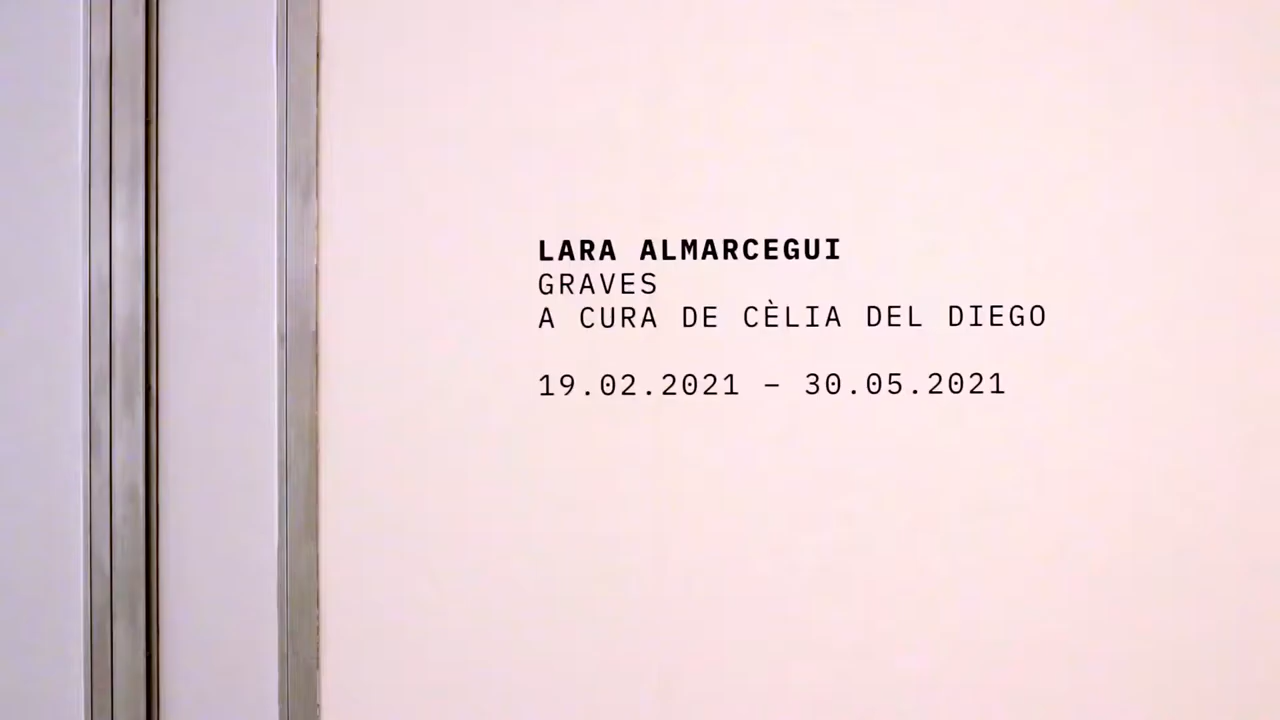 LARA ALMARCEGUI
GRAVES
A CURA DE CÈLIA DEL DIEGO
19.02.2021 – 30.05.2021